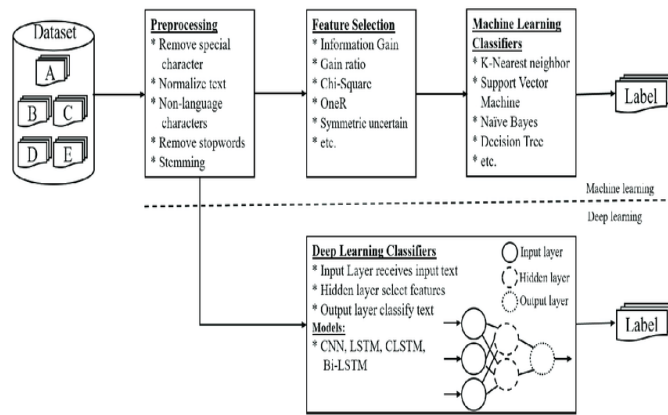 Dataset
A
B
C
D
E
Preprocessing
* Remove special
character
* Normalize text
* Non-language
characters
* Remove stopwords
* Stemming
Feature Selection
* Information Gain
* Gain ratio
* Chi-Square
* OneR
* Symmetric uncertain
* etc.
Machine Learning
Classifiers
* K-Nearest neighbor
* Support Vector
Machine
* Naïve Bayes
* Decision Tree
* etc.
Label
Machine learning
Deep learning
Deep Learning Classifiers
* Input Layer receives input text
* Hidden layer select features
* Output layer classify text
Models:
* CNN, LSTM, CLSTM,
Bi-LSTM
Input layer
Hidden layer
Output layer
Label